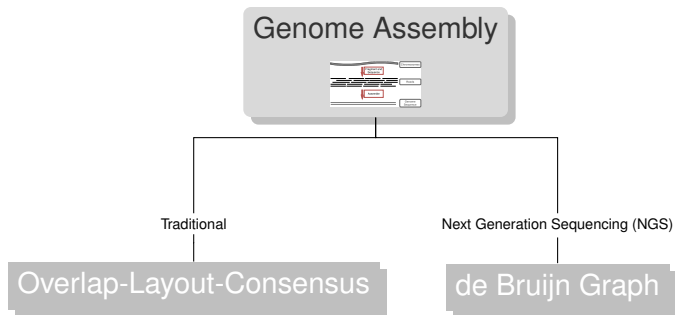 Genome Assembly
Traditional
Next Generation Sequencing (NGS)
Overlap-Layout-Consensus
de Bruijn Graph